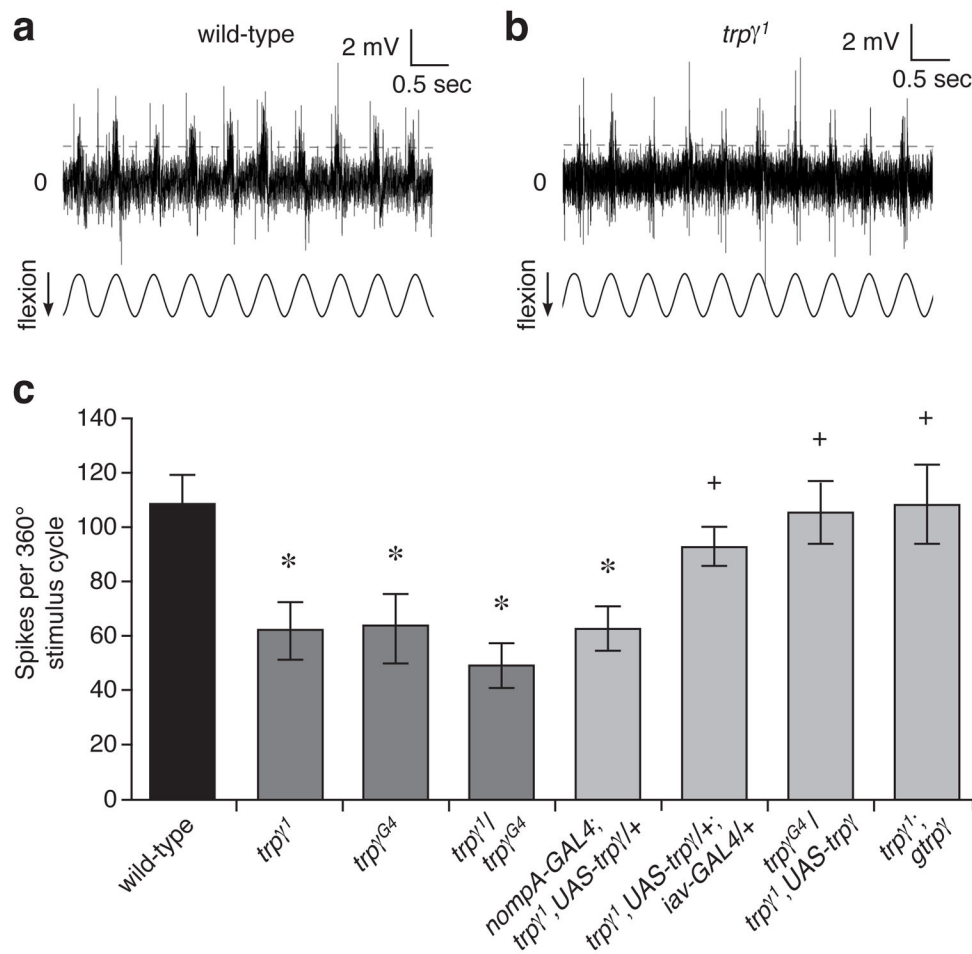 a
wild-type
2 mV
0.5 sec
0
flexion
b
trpγ¹
2 mV
0.5 sec
0
flexion
c
Spikes per 360°
stimulus cycle
140
120
100
80
60
40
20
0
*
*
*
*
+
+
+
wild-type
trpγ¹
trpγᴳ⁴
trpγ¹/
trpγᴳ⁴
nompA-GAL4;
trpγ¹,UAS-trpγ/+
trpγ¹, UAS-trpγ/+;
iav-GAL4/+
trpγᴳ⁴/
trpγ¹,UAS-trpγ
trpγ¹;
gtrpγ